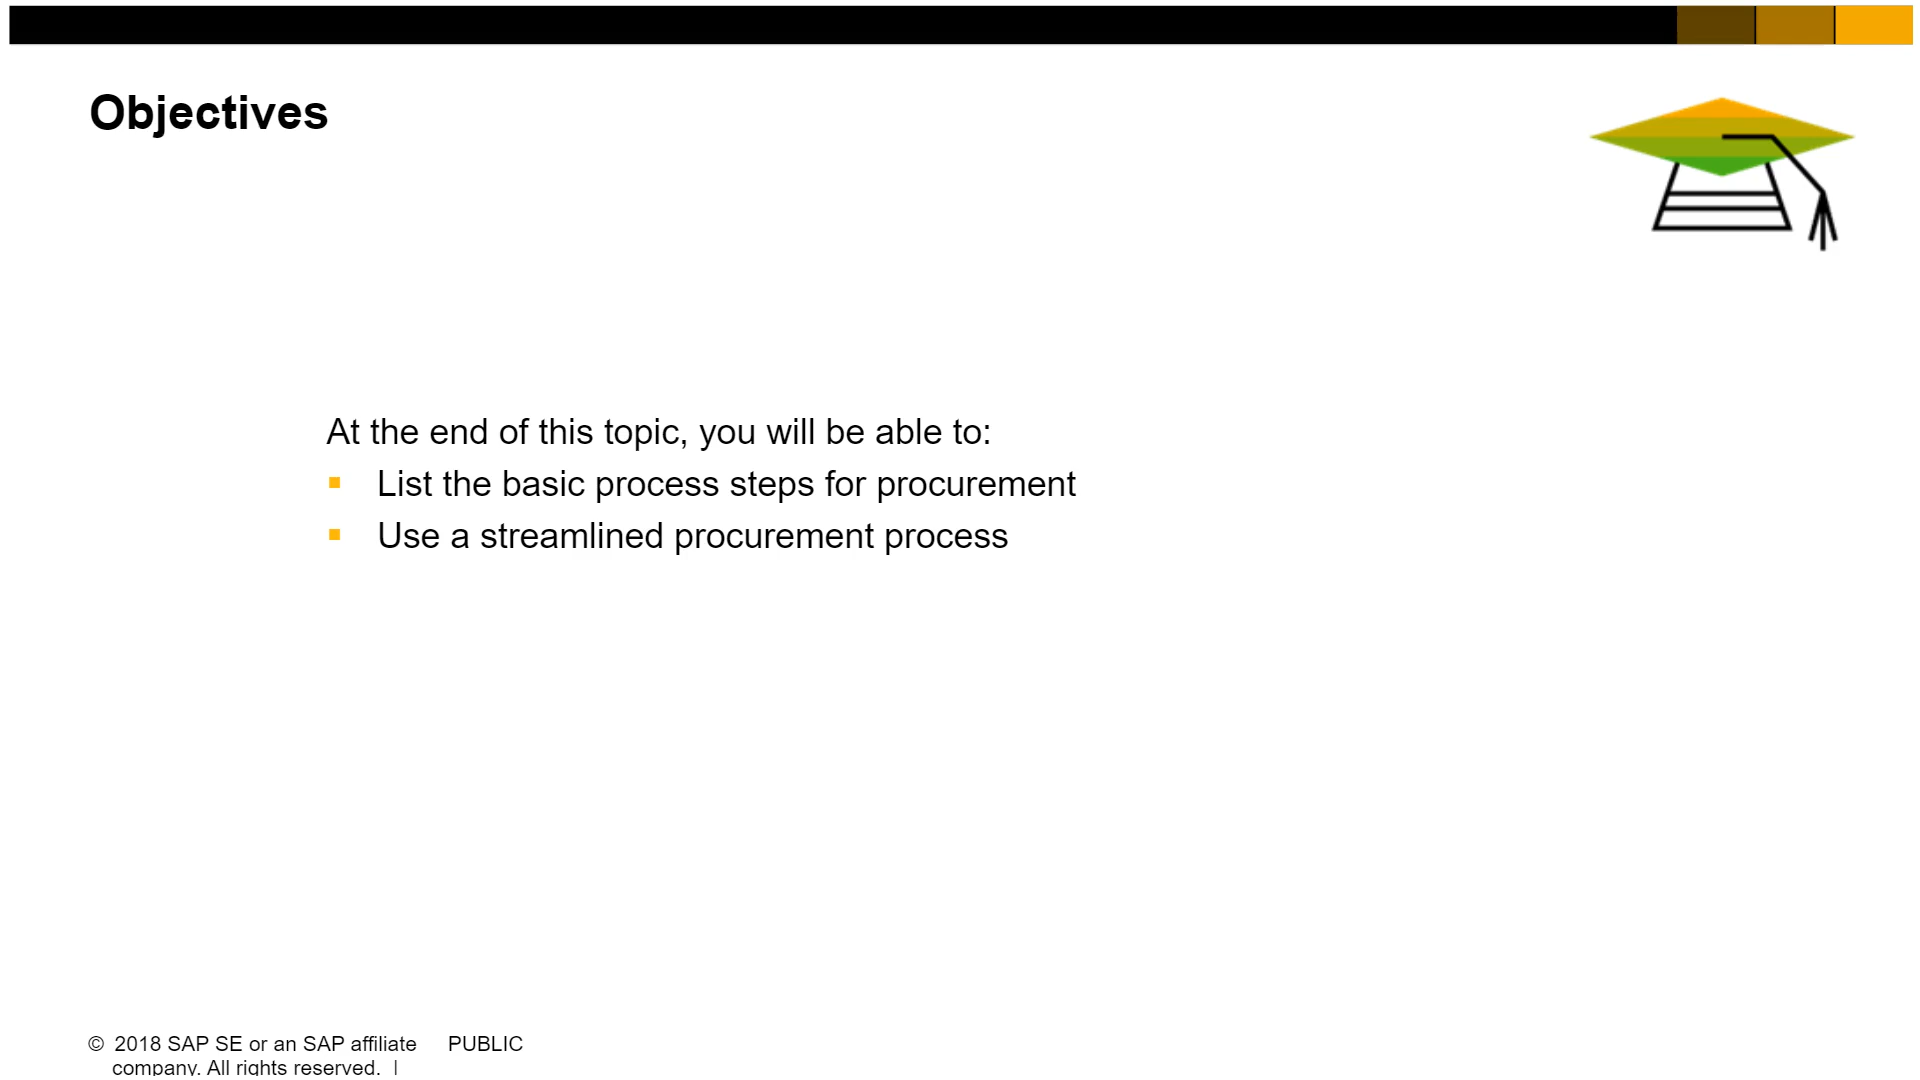 Objectives
At the end of this topic, you will be able to:
▪ List the basic process steps for procurement
▪ Use a streamlined procurement process
© 2018 SAP SE or an SAP affiliate PUBLIC
company. All rights reserved. |